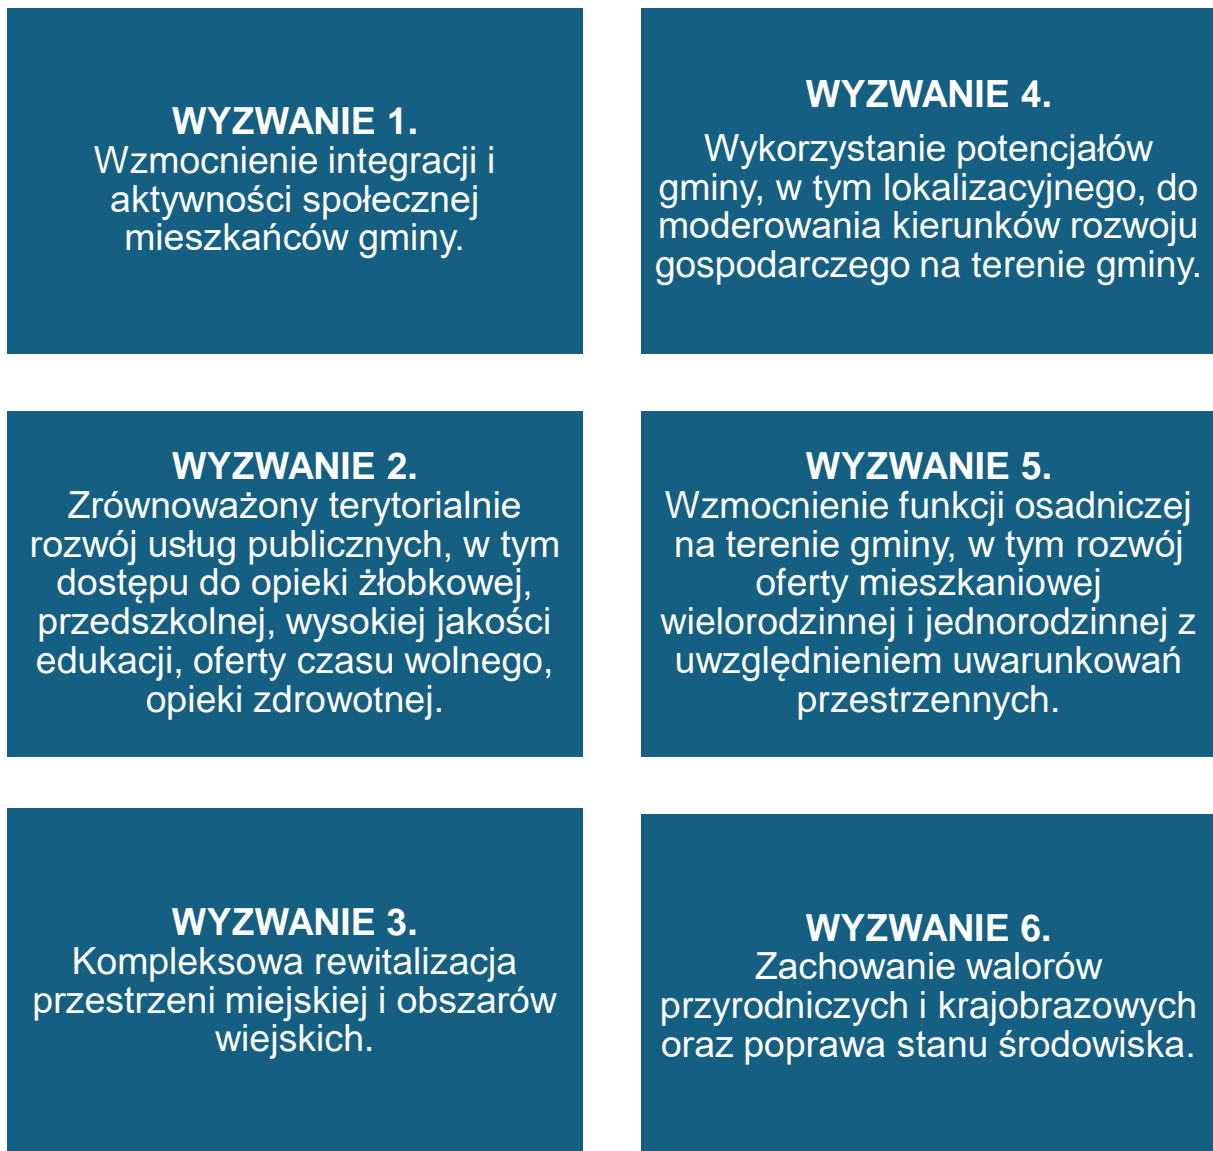 WYZWANIE 1.
Wzmocnienie integracji i
aktywności społecznej
mieszkańców gminy.
WYZWANIE 2.
Zrównoważony terytorialnie
rozwój usług publicznych, w tym
dostępu do opieki żłobkowej,
przedszkolnej, wysokiej jakości
edukacji, oferty czasu wolnego,
opieki zdrowotnej.
WYZWANIE 3.
Kompleksowa rewitalizacja
przestrzeni miejskiej i obszarów
wiejskich.
WYZWANIE 4.
Wykorzystanie potencjałów
gminy, w tym lokalizacyjnego, do
moderowania kierunków rozwoju
gospodarczego na terenie gminy.
WYZWANIE 5.
Wzmocnienie funkcji osadniczej
na terenie gminy, w tym rozwój
oferty mieszkaniowej
wielorodzinnej i jednorodzinnej z
uwzględnieniem uwarunkowań
przestrzennych.
WYZWANIE 6.
Zachowanie walorów
przyrodniczych i krajobrazowych
oraz poprawa stanu środowiska.